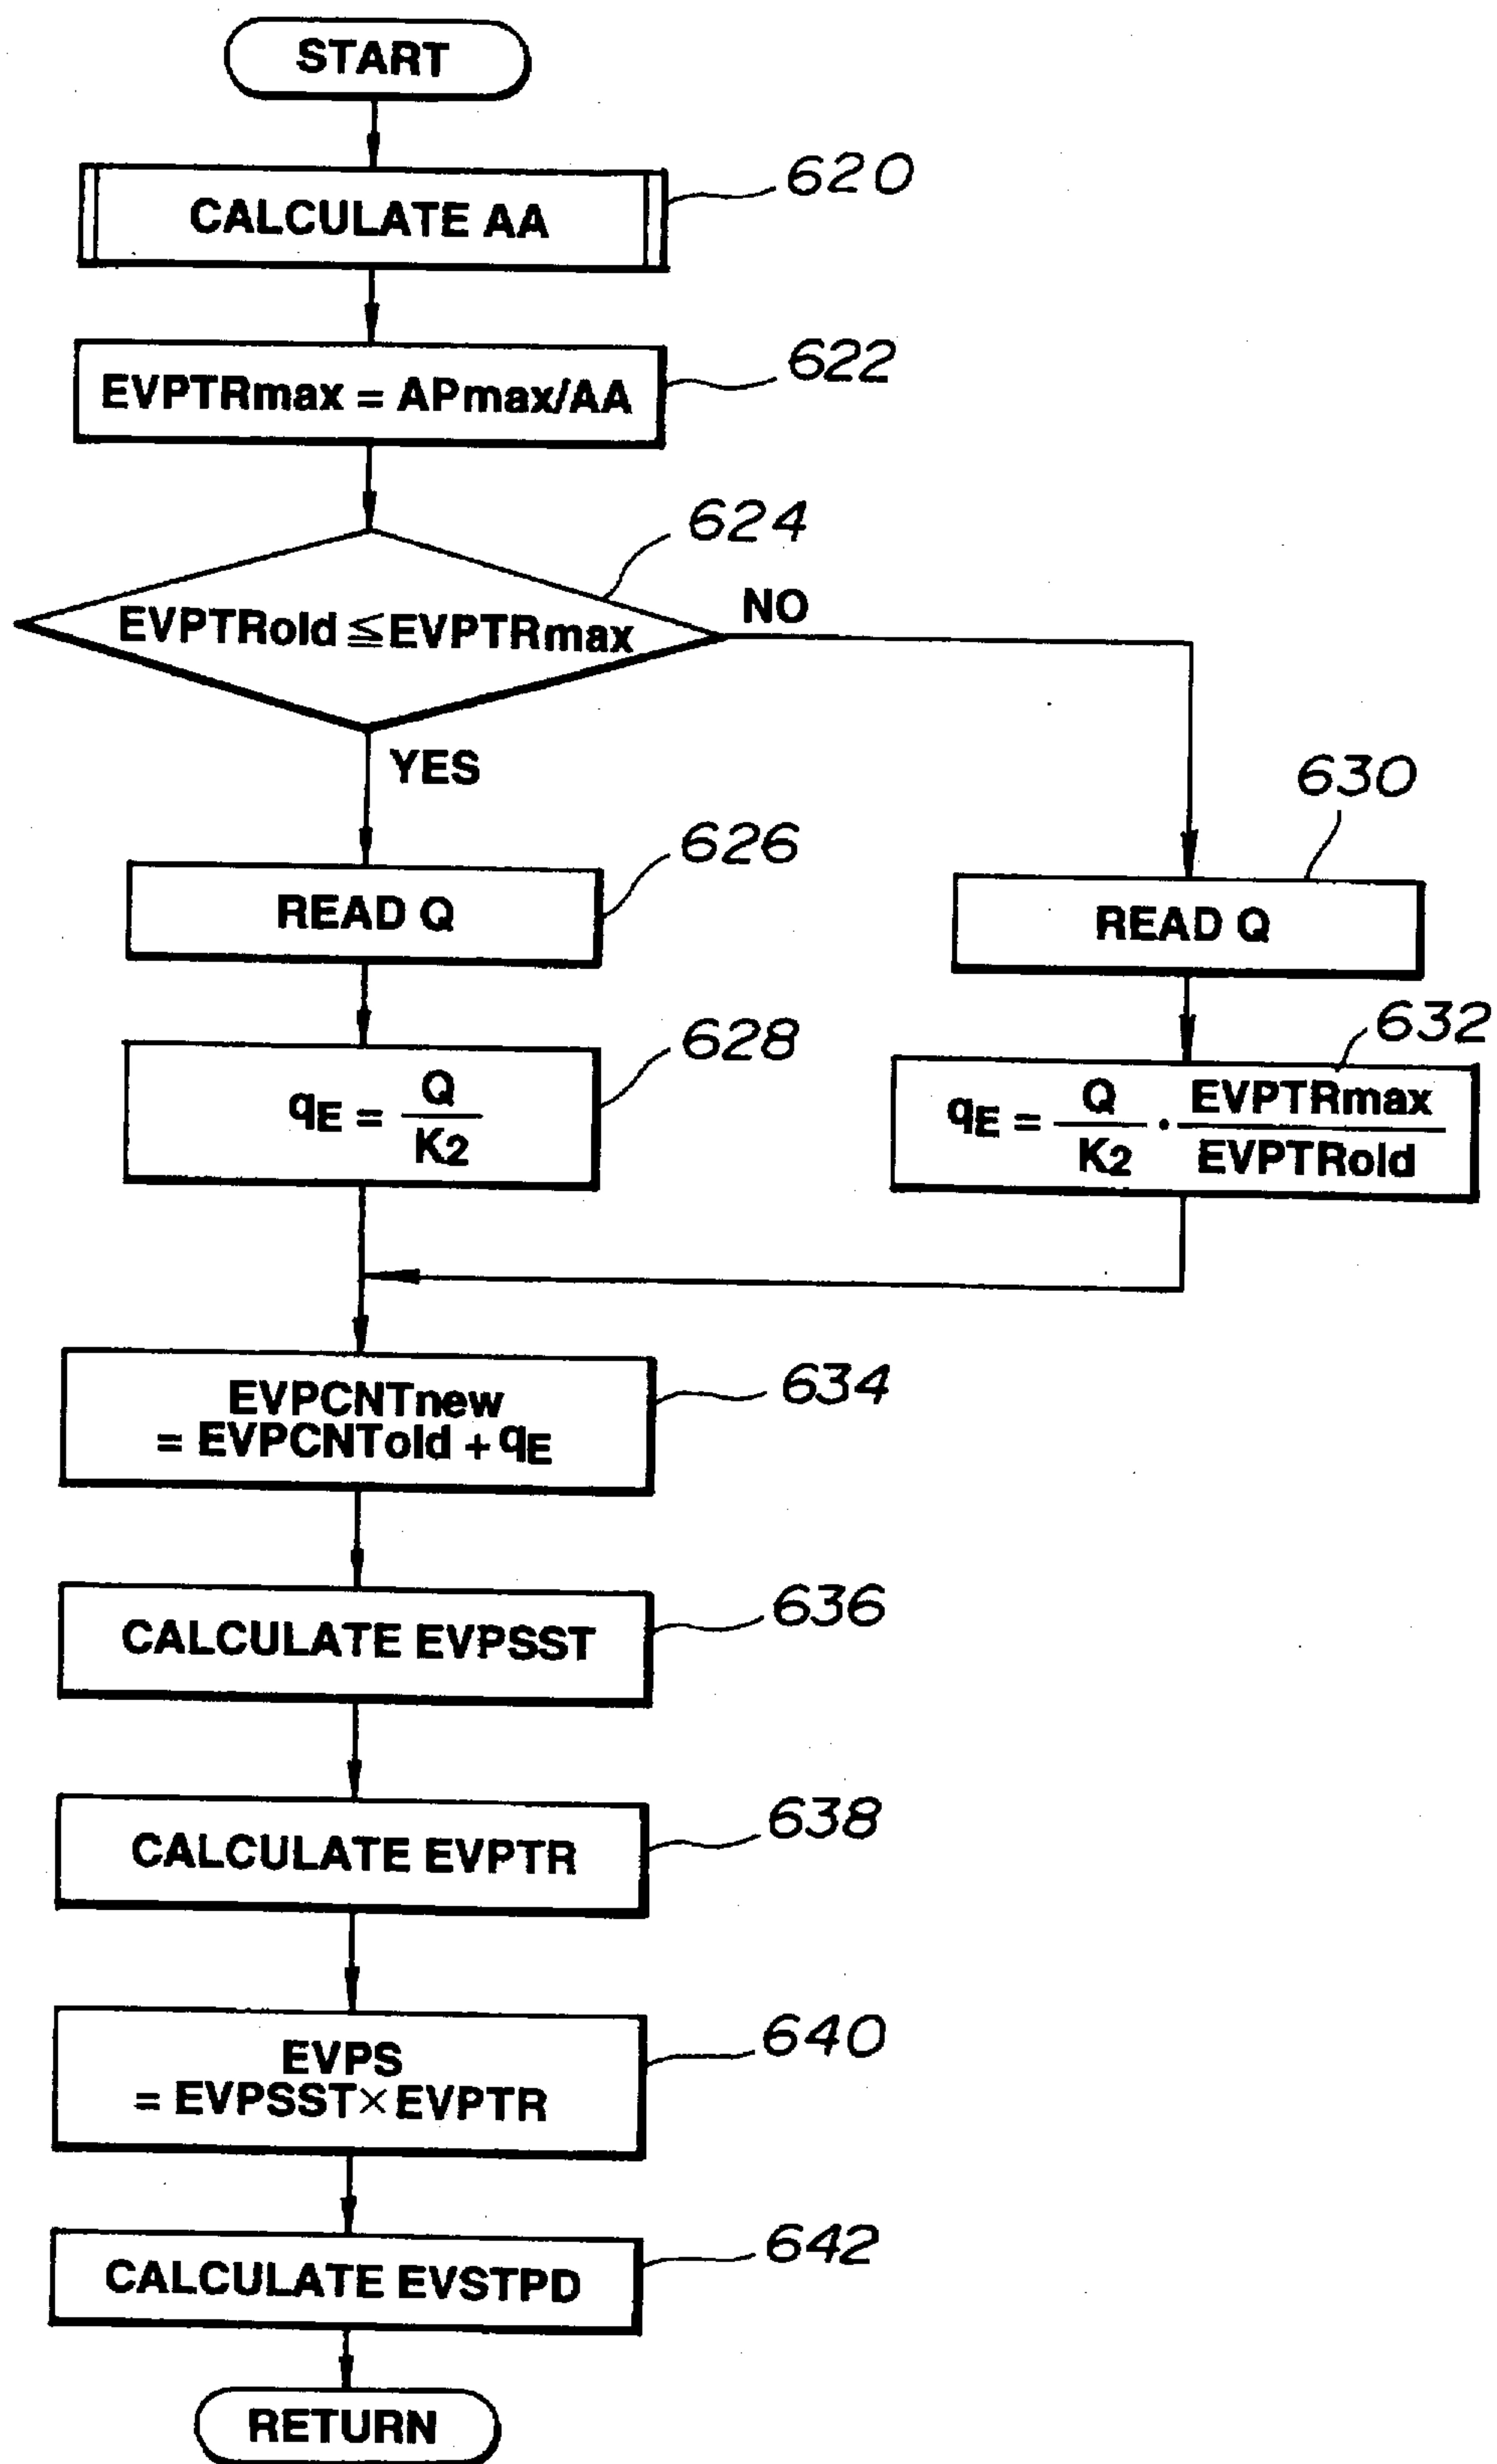 START
CALCULATE AA
620
EVPTRmax = APmax/AA
622
624
EVPTRold ≦ EVPTRmax
NO
YES
630
626
READ Q
READ Q
628
632
qE = Q/K2
qE = Q/K2 · EVPTRmax/EVPTRold
EVPCNTnew
= EVPCNTold + qE
634
CALCULATE EVPSST
636
CALCULATE EVPTR
638
EVPS
= EVPSST×EVPTR
640
CALCULATE EVSTPD
642
RETURN